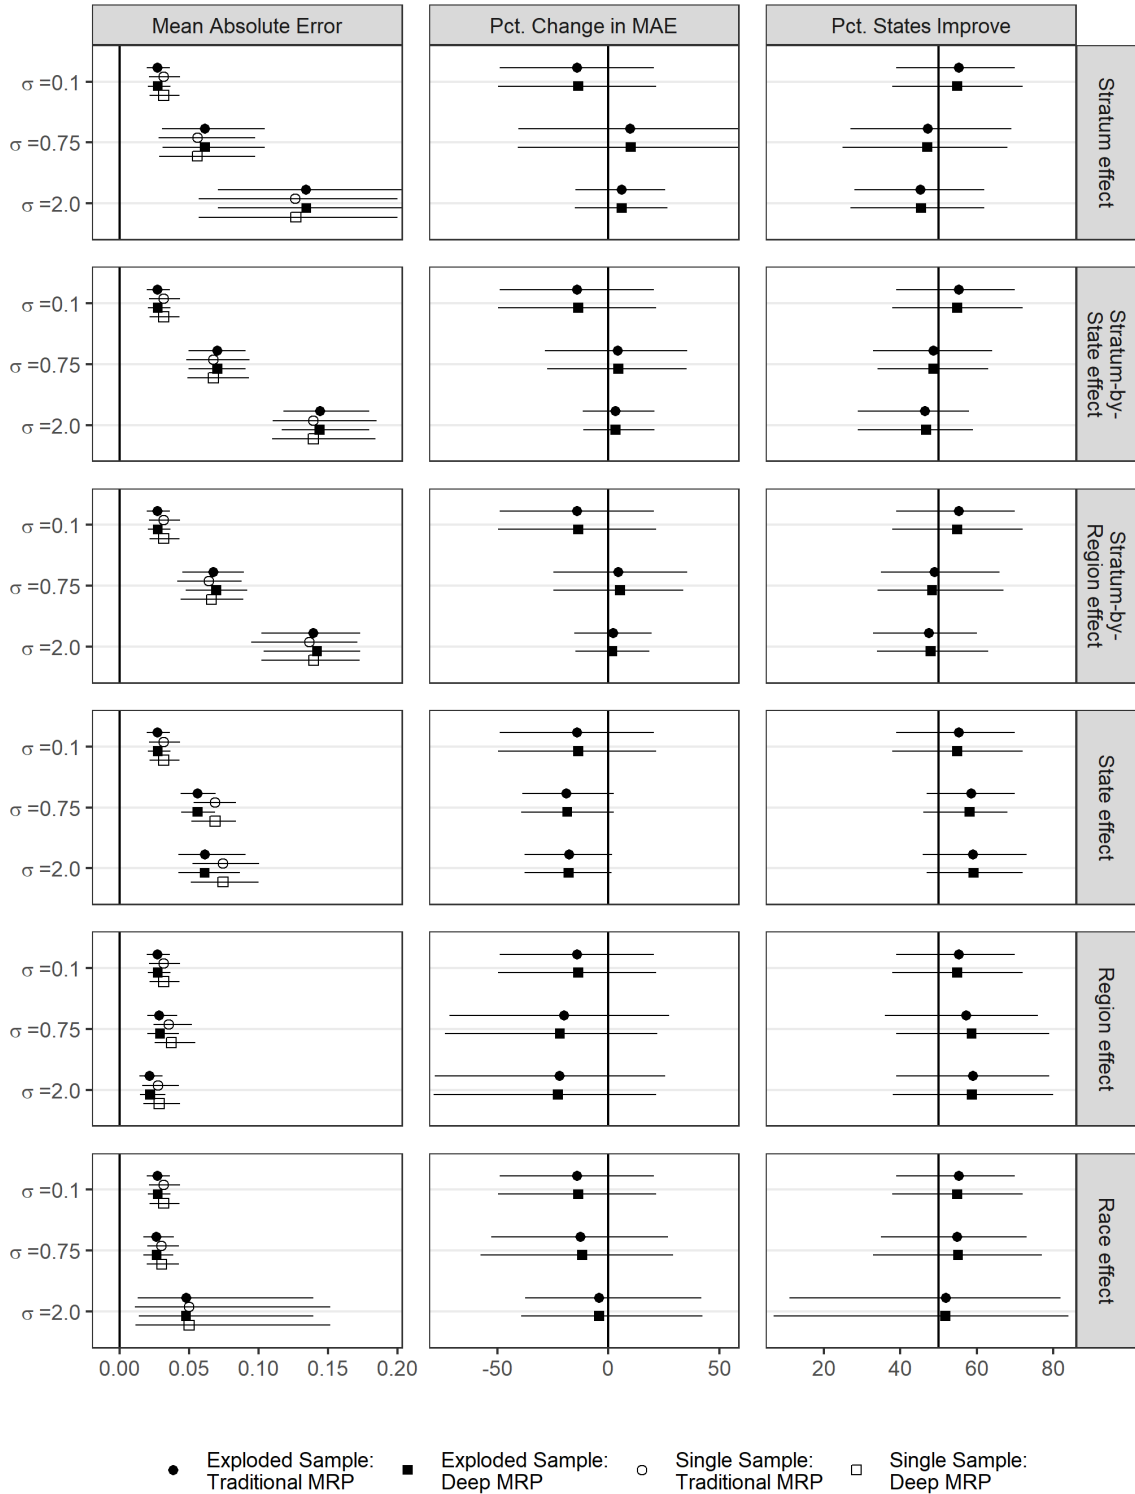 Mean Absolute Error
Pct. Change in MAE
Pct. States Improve
σ =0.1
σ =0.75
σ =2.0
Stratum effect
σ =0.1
σ =0.75
σ =2.0
Stratum-by-
State effect
σ =0.1
σ =0.75
σ =2.0
Stratum-by-
Region effect
σ =0.1
σ =0.75
σ =2.0
State effect
σ =0.1
σ =0.75
σ =2.0
Region effect
σ =0.1
σ =0.75
σ =2.0
Race effect
0.00 0.05 0.10 0.15 0.20
-50 0 50
20 40 60 80
Exploded Sample:
Traditional MRP
Exploded Sample:
Deep MRP
Single Sample:
Traditional MRP
Single Sample:
Deep MRP